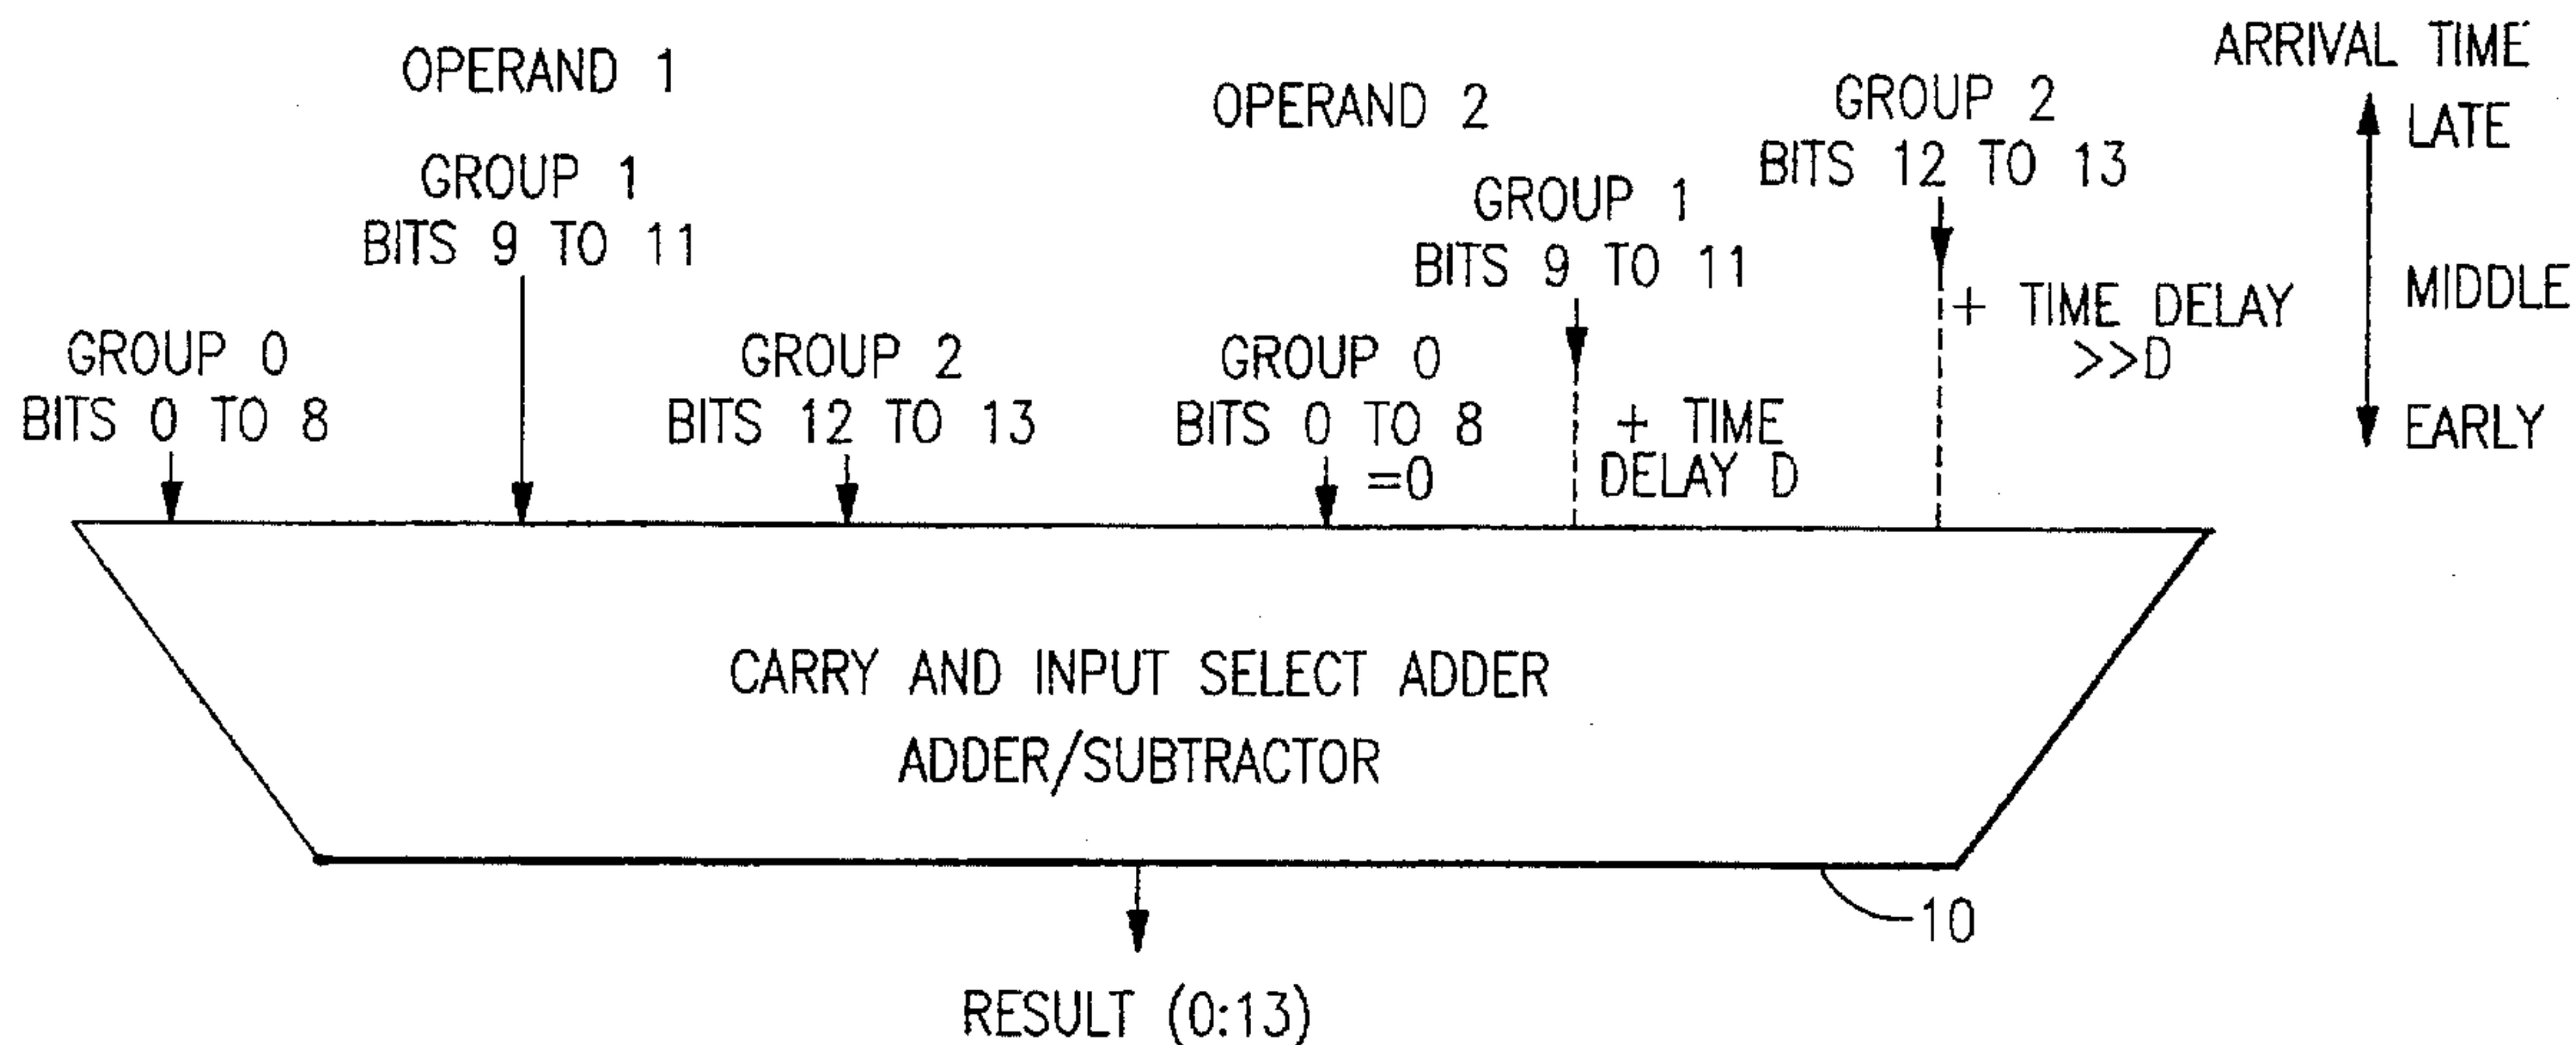 OPERAND 1
GROUP 0
BITS 0 TO 8
GROUP 1
BITS 9 TO 11
GROUP 2
BITS 12 TO 13
OPERAND 2
GROUP 0
BITS 0 TO 8
=0
GROUP 1
BITS 9 TO 11
+ TIME
DELAY D
GROUP 2
BITS 12 TO 13
+ TIME DELAY
>>D
ARRIVAL TIME
LATE
MIDDLE
EARLY
CARRY AND INPUT SELECT ADDER
ADDER/SUBTRACTOR
10
RESULT (0:13)